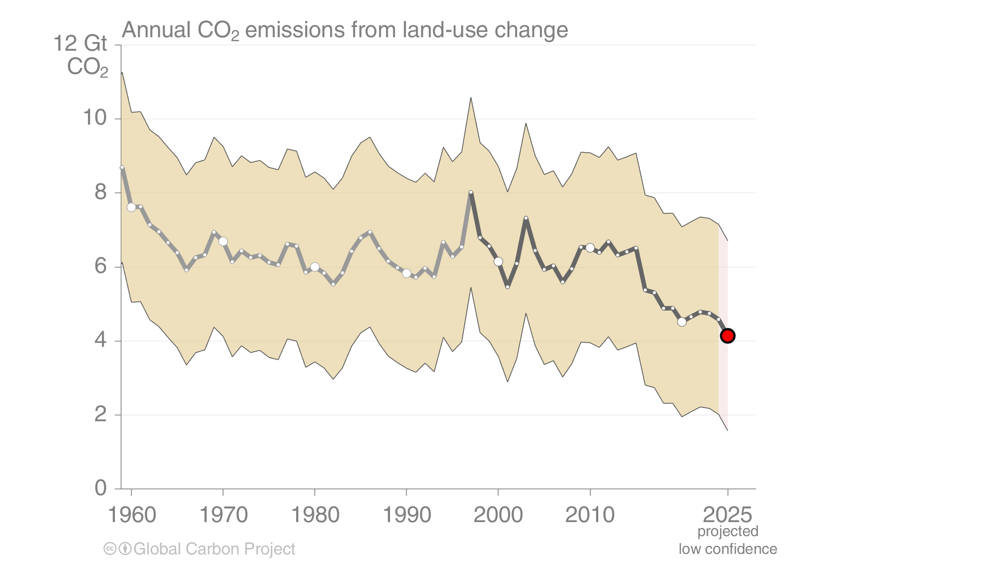 Annual CO₂ emissions from land-use change
12 Gt
CO₂
10
8
6
4
2
0
1960 1970 1980 1990 2000 2010 2025
projected
low confidence
cc Global Carbon Project